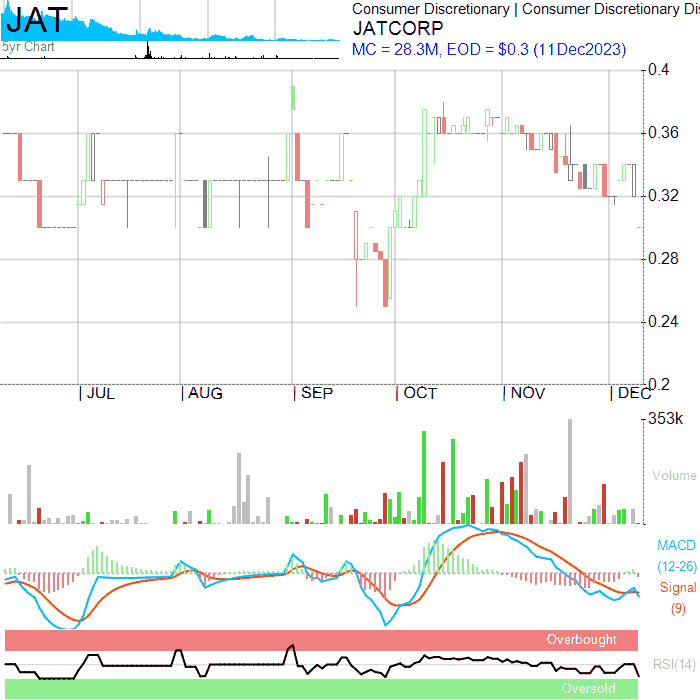 JAT
5yr Chart
Consumer Discretionary | Consumer Discretionary Dis
JATCORP
MC = 28.3M, EOD = $0.3 (11Dec2023)
0.4
0.36
0.32
0.28
0.24
0.2
JUL
AUG
SEP
OCT
NOV
DEC
353k
Volume
MACD
(12-26)
Signal
(9)
Overbought
RSI(14)
Oversold